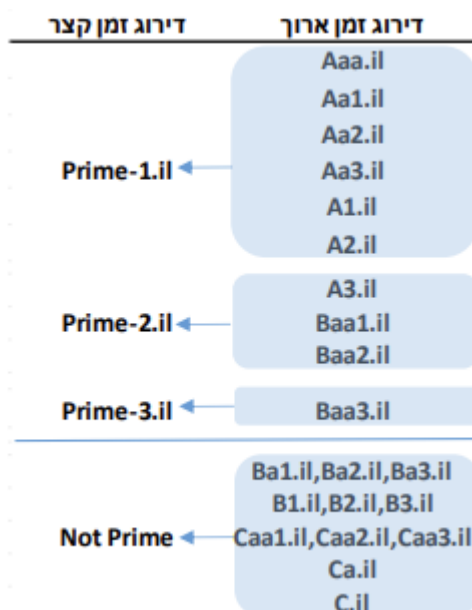 דירוג זמן ארוך דירוג זמן קצר
Aaa.il
Aa1.il
Aa2.il
Prime-1.il Aa3.il
A1.il
A2.il
A3.il
Prime-2.il Baa1.il
Baa2.il
Prime-3.il Baa3.il
Ba1.il,Ba2.il,Ba3.il
B1.il,B2.il,B3.il
Not Prime Caa1.il,Caa2.il,Caa3.il
Ca.il
C.il